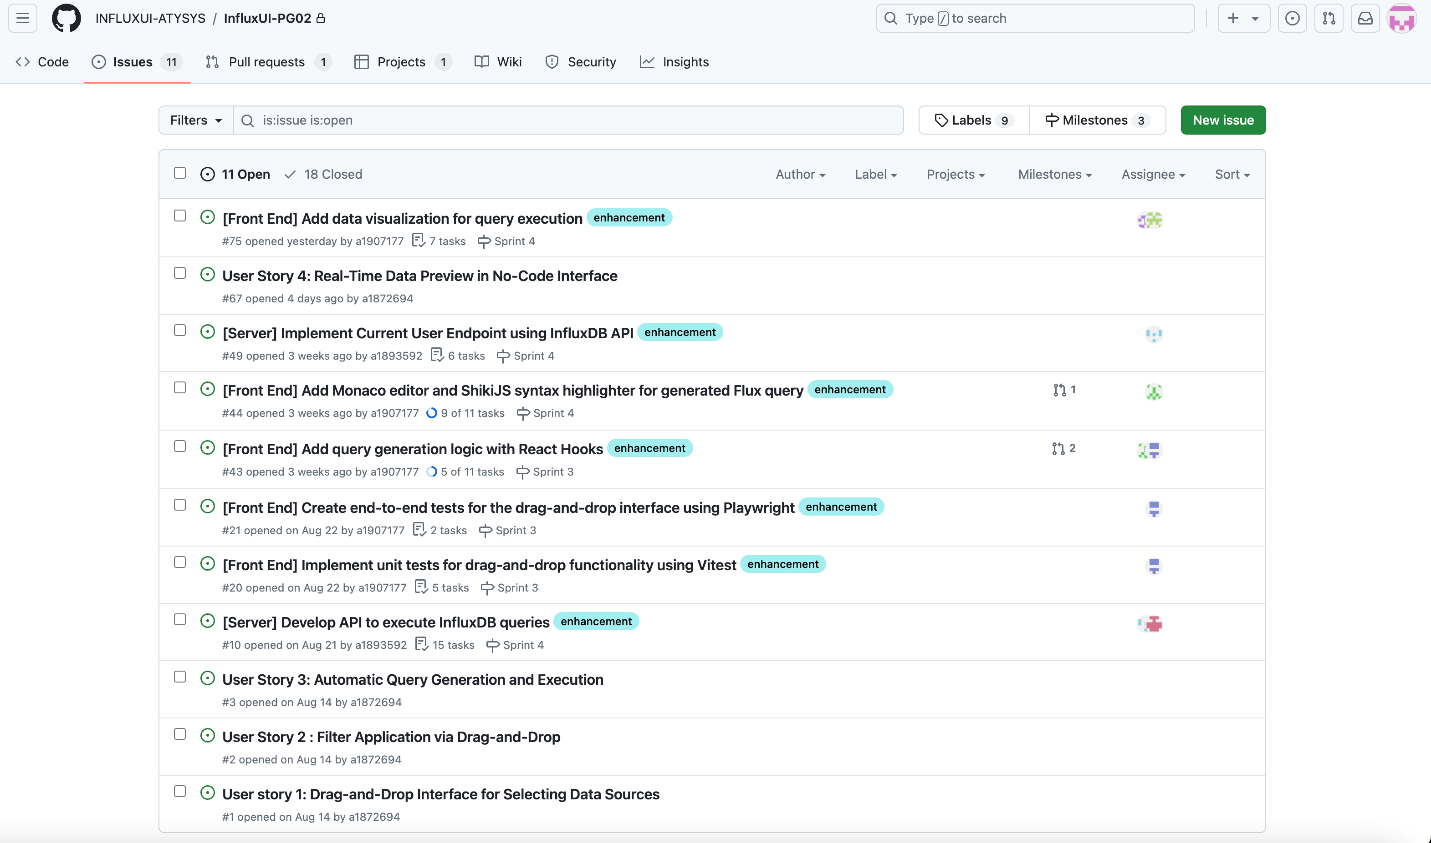 INFLUXUI-ATYSYS / InfluxUI-PG02
Type / to search
Code
Issues 11
Pull requests 1
Projects 1
Wiki
Security
Insights
Filters
is:issue is:open
Labels 9
Milestones 3
New issue
11 Open
18 Closed
Author
Label
Projects
Milestones
Assignee
Sort
[Front End] Add data visualization for query execution enhancement
#75 opened yesterday by a1907177 7 tasks Sprint 4
User Story 4: Real-Time Data Preview in No-Code Interface
#67 opened 4 days ago by a1872694
[Server] Implement Current User Endpoint using InfluxDB API enhancement
#49 opened 3 weeks ago by a1893592 6 tasks Sprint 4
[Front End] Add Monaco editor and ShikiJS syntax highlighter for generated Flux query enhancement
1
#44 opened 3 weeks ago by a1907177 9 of 11 tasks Sprint 4
[Front End] Add query generation logic with React Hooks enhancement
2
#43 opened 3 weeks ago by a1907177 5 of 11 tasks Sprint 3
[Front End] Create end-to-end tests for the drag-and-drop interface using Playwright enhancement
#21 opened on Aug 22 by a1907177 2 tasks Sprint 3
[Front End] Implement unit tests for drag-and-drop functionality using Vitest enhancement
#20 opened on Aug 22 by a1907177 5 tasks Sprint 3
[Server] Develop API to execute InfluxDB queries enhancement
#10 opened on Aug 21 by a1893592 15 tasks Sprint 4
User Story 3: Automatic Query Generation and Execution
#3 opened on Aug 14 by a1872694
User Story 2 : Filter Application via Drag-and-Drop
#2 opened on Aug 14 by a1872694
User story 1: Drag-and-Drop Interface for Selecting Data Sources
#1 opened on Aug 14 by a1872694